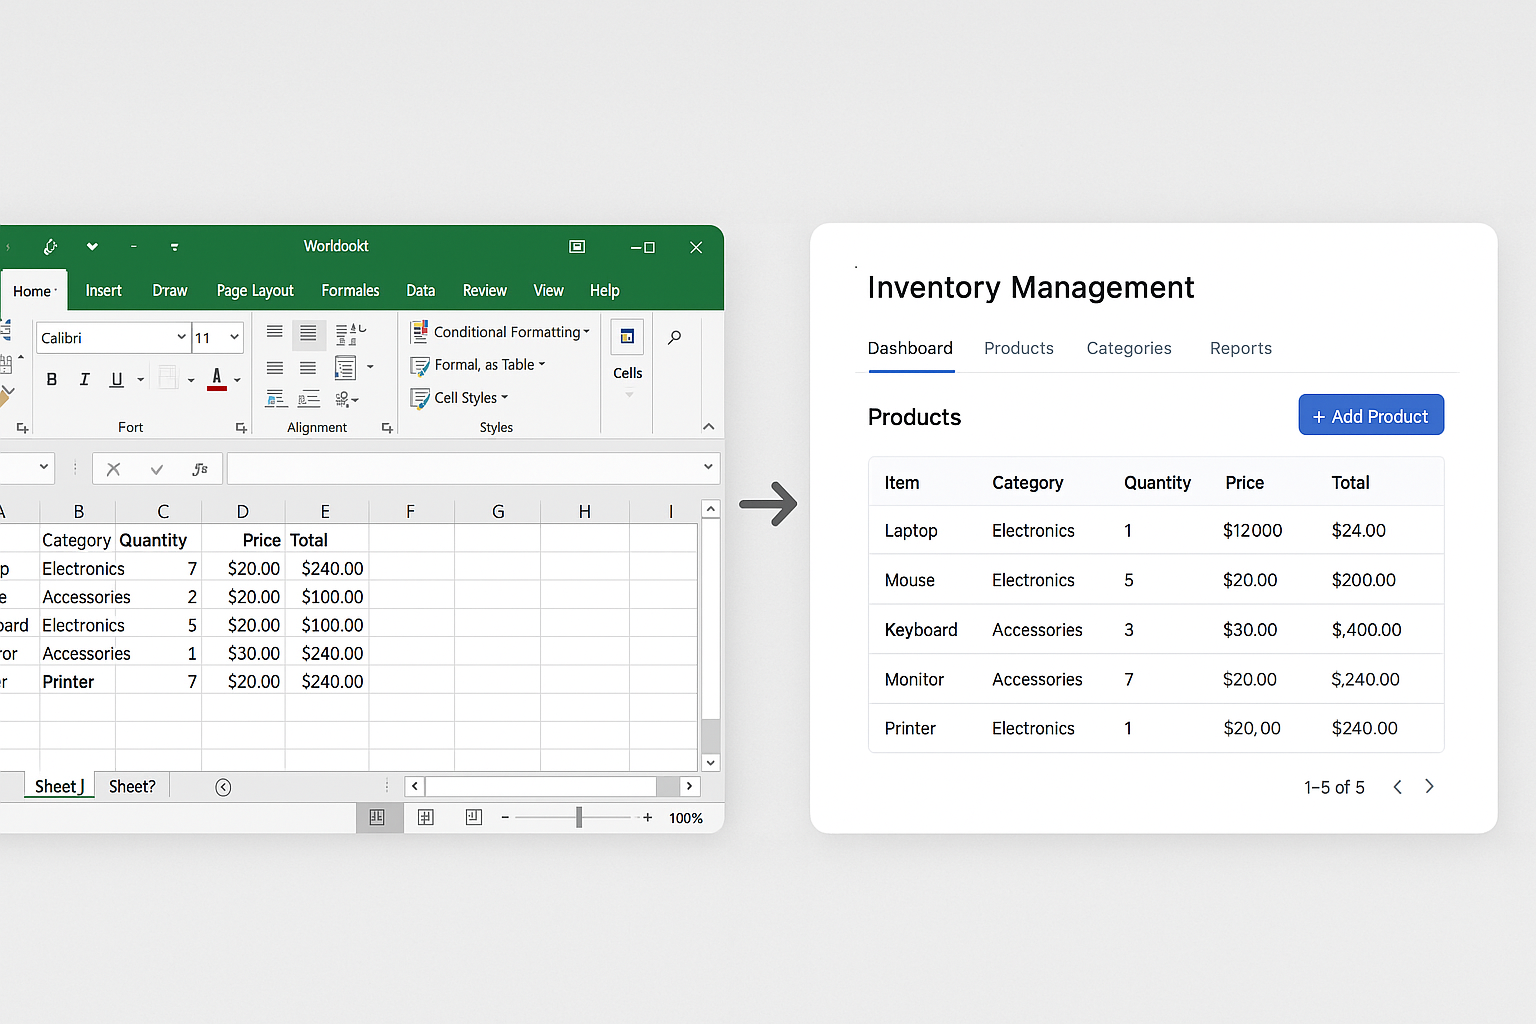 Worldookt
Home Insert Draw Page Layout Formales Data Review View Help
Calibri 11
Conditional Formatting
Formal, as Table
Cell Styles
B I U A
Cells
Fort Alignment Styles
A B C D E F G H I
Category Quantity Price Total
p Electronics 7 $20.00 $240.00
e Accessories 2 $20.00 $100.00
oard Electronics 5 $20.00 $100.00
ror Accessories 1 $30.00 $240.00
r Printer 7 $20.00 $240.00
Sheet J Sheet?
- + 100%
Inventory Management
Dashboard Products Categories Reports
Products
+ Add Product
Item Category Quantity Price Total
Laptop Electronics 1 $12000 $24.00
Mouse Electronics 5 $20.00 $200.00
Keyboard Accessories 3 $30.00 $,400.00
Monitor Accessories 7 $20.00 $,240.00
Printer Electronics 1 $20,00 $240.00
1-5 of 5